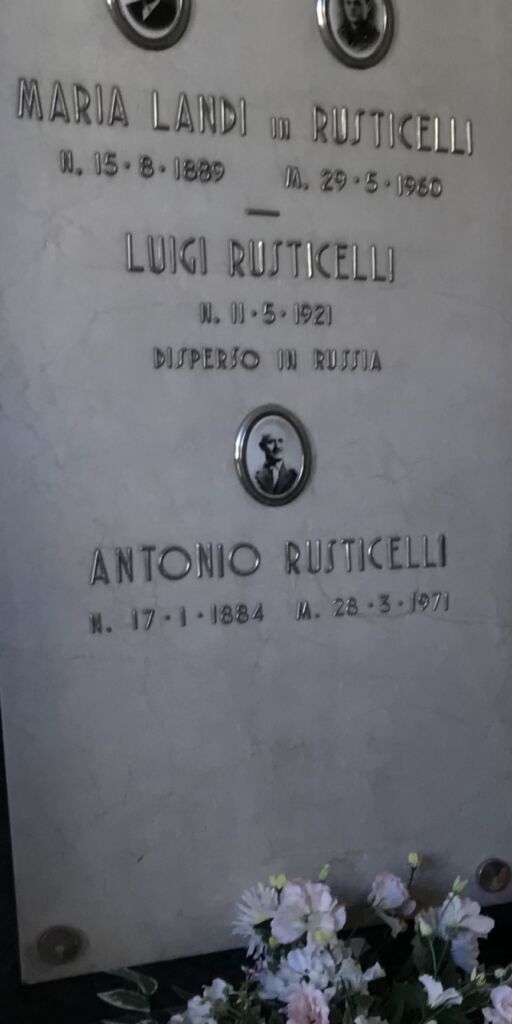 MARIA LANDI in RUSTICELLI
N. 15·8·1889 M. 29·5·1960
LUIGI RUSTICELLI
N. 11·5·1921
DISPERSO IN RUSSIA
ANTONIO RUSTICELLI
N. 17·1·1884 M. 28·3·1971